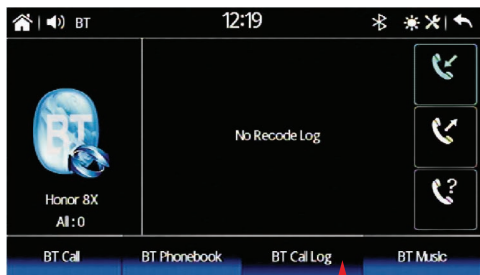 BT 12:19
BT
No Recode Log
?
Honor 8X
All : 0
BT Call BT Phonebook BT Call Log BT Music